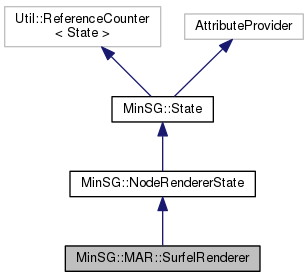 Util::ReferenceCounter
< State >
AttributeProvider
MinSG::State
MinSG::NodeRendererState
MinSG::MAR::SurfelRenderer